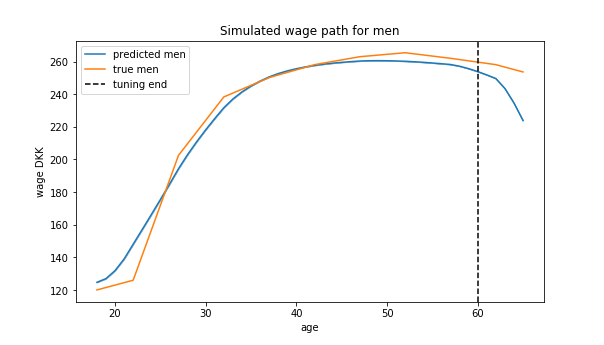 Simulated wage path for men
predicted men
true men
tuning end
wage DKK
260
240
220
200
180
160
140
120
20
30
40
50
60
age